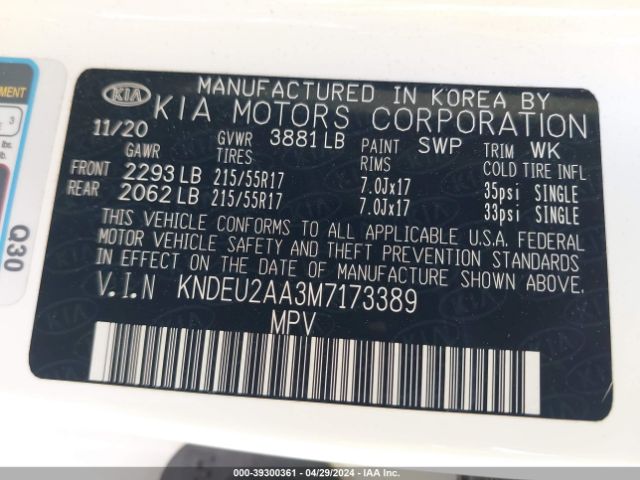 MANUFACTURED IN KOREA BY
KIA KIA MOTORS CORPORATION
11/20 GVWR 3881 LB PAINT SWP TRIM WK
GAWR TIRES RIMS COLD TIRE INFL
FRONT 2293 LB 215/55R17 7.0Jx17 35psi SINGLE
REAR 2062 LB 215/55R17 7.0Jx17 33psi SINGLE
THIS VEHICLE CONFORMS TO ALL APPLICABLE U.S.A. FEDERAL
MOTOR VEHICLE SAFETY AND THEFT PREVENTION STANDARDS
IN EFFECT ON THE DATE OF MANUFACTURE SHOWN ABOVE.
V.I.N KNDEU2AA3M7173389
MPV
Q30
3
lbs.
000-39300361 - 04/29/2024 - IAA Inc.